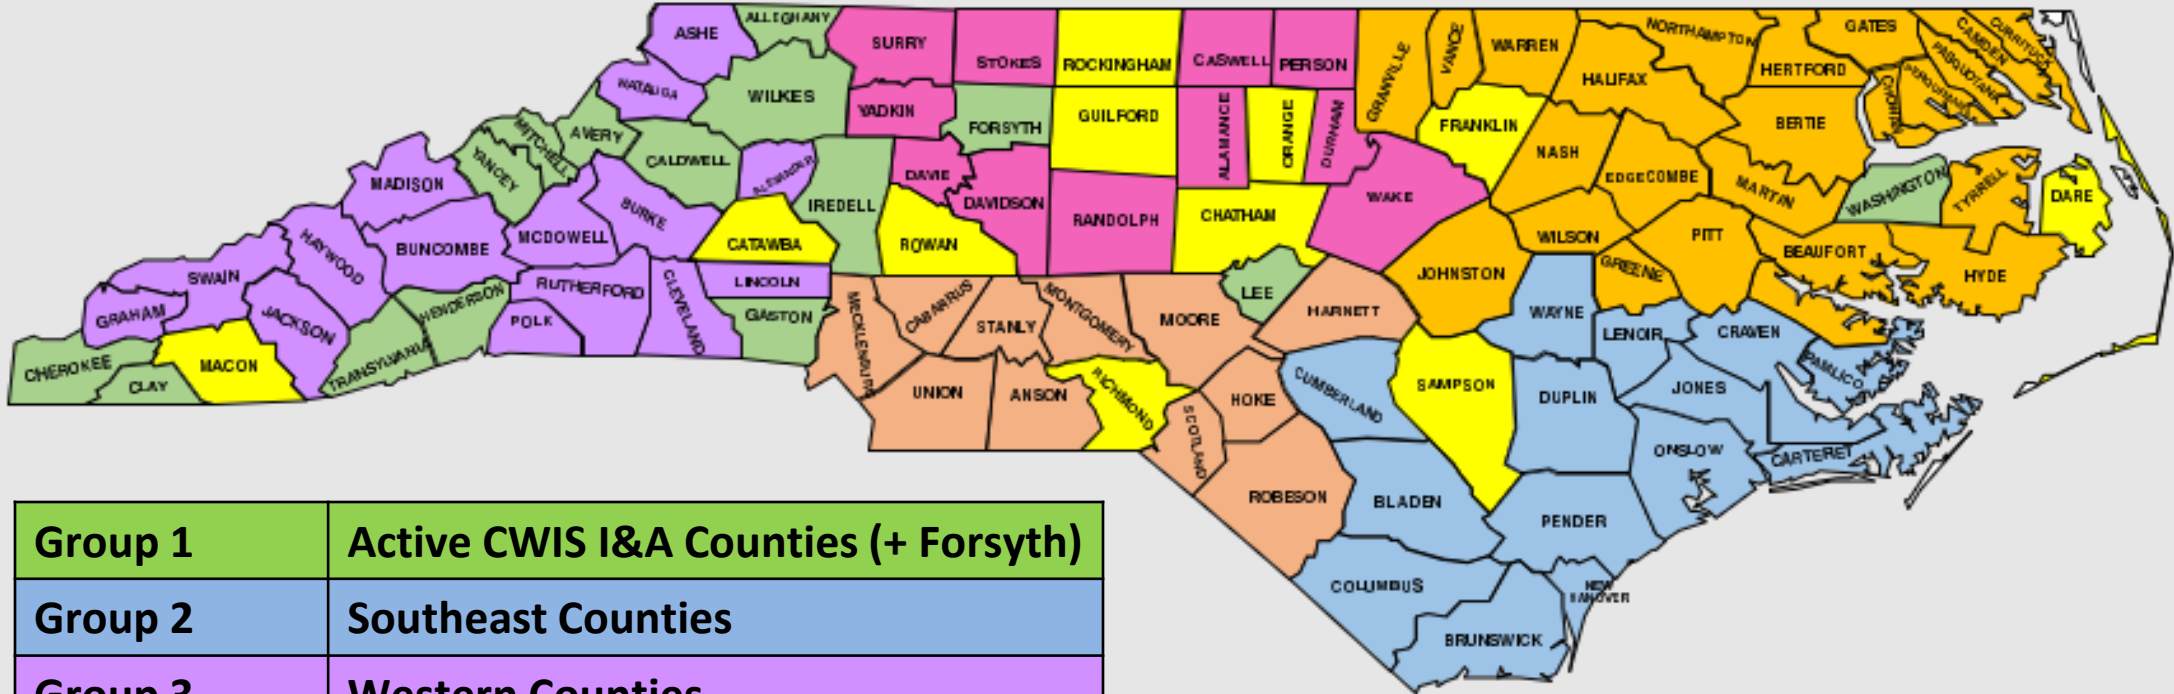 ASHE
ALLEGHANY
SURRY
STOKES
ROCKINGHAM
CASWELL
PERSON
GRANVILLE
VANCE
WARREN
NORTHAMPTON
GATES
CAMDEN
CURRITUCK
WATAUGA
WILKES
YADKIN
FORSYTH
GUILFORD
ALAMANCE
ORANGE
DURHAM
FRANKLIN
HALIFAX
HERTFORD
PASQUOTANK
PERQUIMANS
CHOWAN
MITCHELL
AVERY
YANCEY
CALDWELL
ALEXANDER
IREDELL
DAVIE
DAVIDSON
RANDOLPH
CHATHAM
WAKE
NASH
EDGECOMBE
BERTIE
MARTIN
WASHINGTON
TYRRELL
DARE
MADISON
BUNCOMBE
MCDOWELL
BURKE
CATAWBA
ROWAN
HAYWOOD
SWAIN
GRAHAM
JACKSON
HENDERSON
RUTHERFORD
POLK
CLEVELAND
LINCOLN
GASTON
LEE
HARNETT
JOHNSTON
WILSON
GREENE
PITT
BEAUFORT
HYDE
CHEROKEE
CLAY
MACON
TRANSYLVANIA
MECKLENBURG
CABARRUS
STANLY
MONTGOMERY
MOORE
WAYNE
LENOIR
CRAVEN
PAMLICO
UNION
ANSON
RICHMOND
SCOTLAND
HOKE
CUMBERLAND
SAMPSON
DUPLIN
JONES
ONSLOW
CARTERET
ROBESON
BLADEN
PENDER
COLUMBUS
NEW
HANOVER
BRUNSWICK
Group 1 Active CWIS I&A Counties (+ Forsyth)
Group 2 Southeast Counties
Group 3 Western Counties